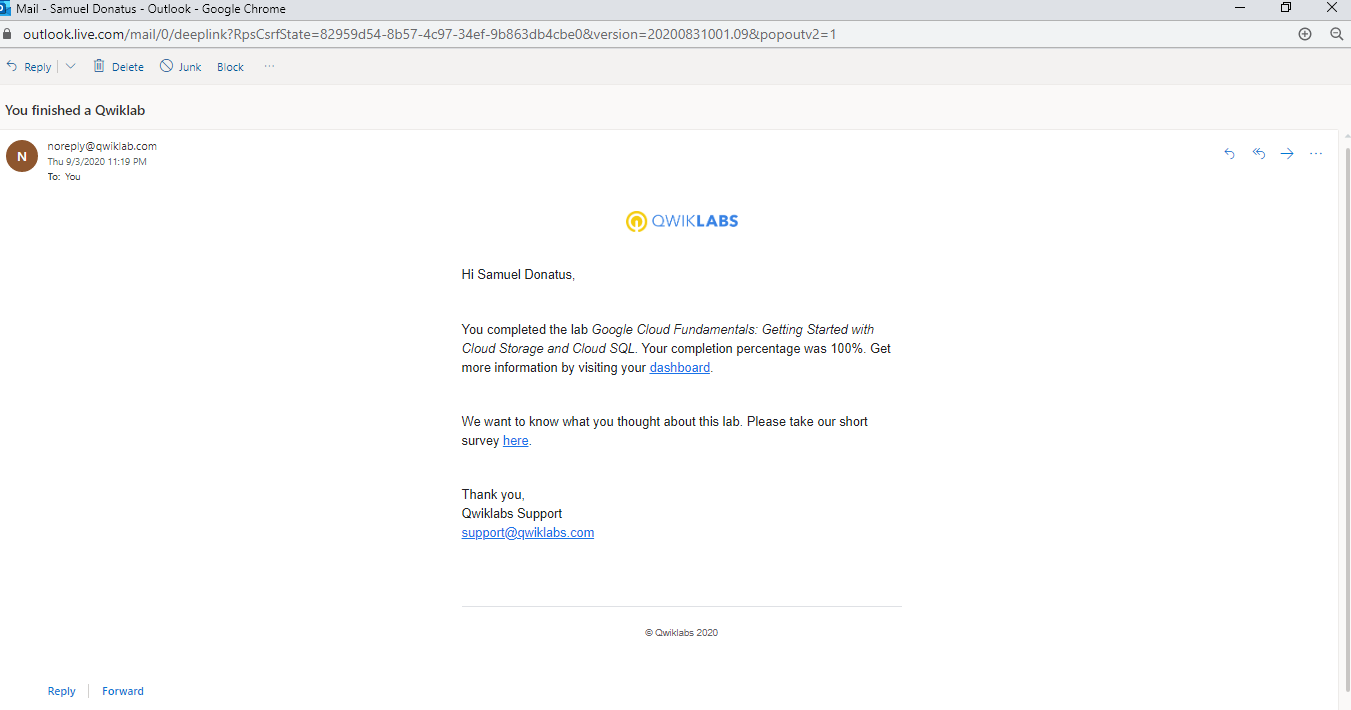 Mail - Samuel Donatus - Outlook - Google Chrome
outlook.live.com/mail/0/deeplink?RpsCsrfState=82959d54-8b57-4c97-34ef-9b863db4cbe0&version=20200831001.09&popoutv2=1
Reply Delete Junk Block ...
You finished a Qwiklab
N
noreply@qwiklab.com
Thu 9/3/2020 11:19 PM
To: You
QWIKLABS
Hi Samuel Donatus,
You completed the lab Google Cloud Fundamentals: Getting Started with
Cloud Storage and Cloud SQL. Your completion percentage was 100%. Get
more information by visiting your dashboard.
We want to know what you thought about this lab. Please take our short
survey here.
Thank you,
Qwiklabs Support
support@qwiklabs.com
© Qwiklabs 2020
Reply Forward